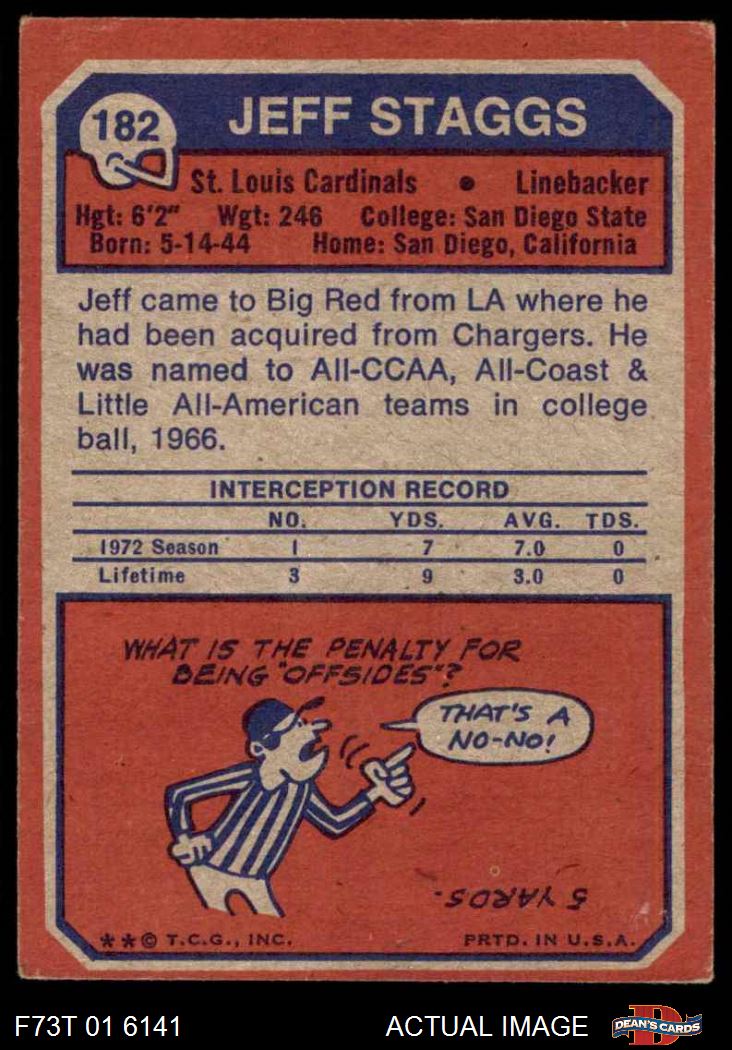 182
JEFF STAGGS
St. Louis Cardinals • Linebacker
Hgt: 6'2" Wgt: 246 College: San Diego State
Born: 5-14-44 Home: San Diego, California
Jeff came to Big Red from LA where he
had been acquired from Chargers. He
was named to All-CCAA, All-Coast &
Little All-American teams in college
ball, 1966.
INTERCEPTION RECORD
NO. YDS. AVG. TDS.
1972 Season 1 7 7.0 0
Lifetime 3 9 3.0 0
WHAT IS THE PENALTY FOR
BEING "OFFSIDES"?
THAT'S A
NO-NO!
5 YARDS.
**© T.C.G., INC. PRTD. IN U.S.A.
F73T 01 6141 ACTUAL IMAGE
D
DEAN'S CARDS